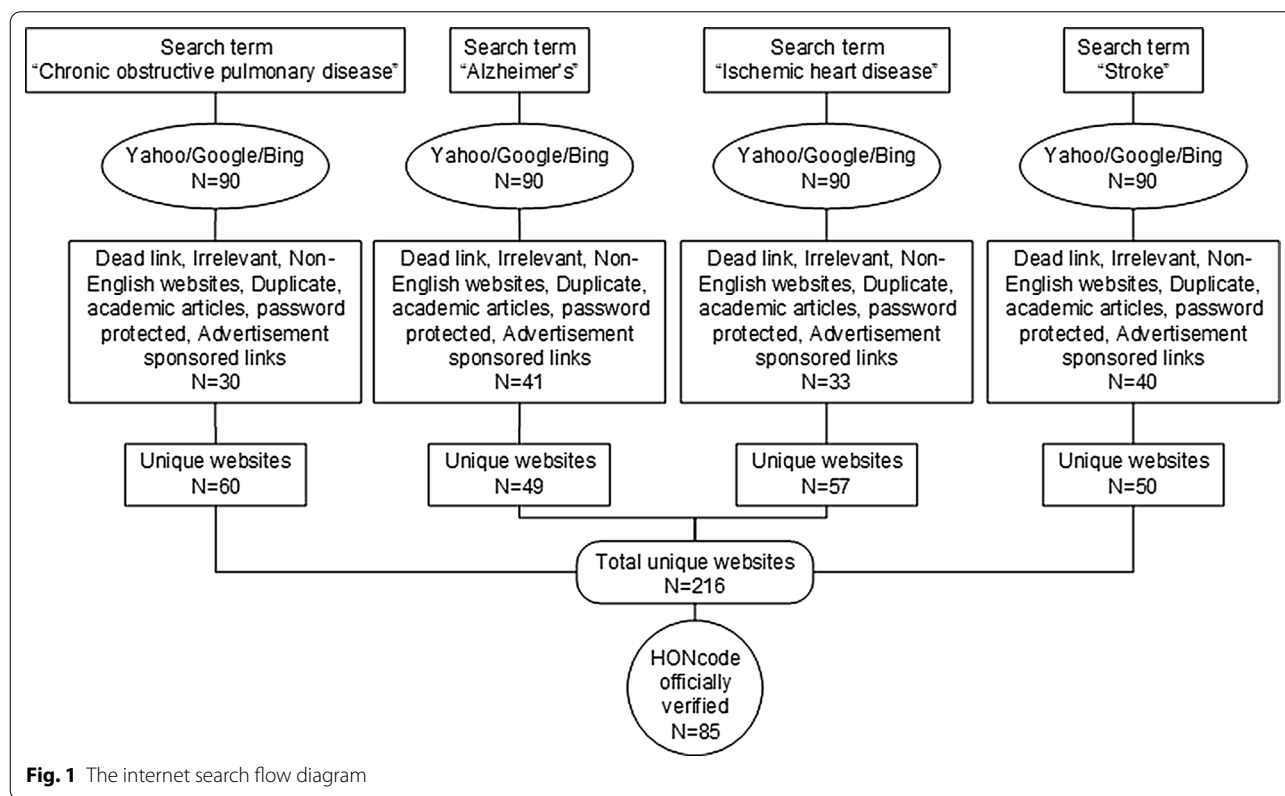 Search term
“Chronic obstructive pulmonary disease”
Search term
“Alzheimer's”
Search term
“Ischemic heart disease”
Search term
“Stroke”
Yahoo/Google/Bing
N=90
Yahoo/Google/Bing
N=90
Yahoo/Google/Bing
N=90
Yahoo/Google/Bing
N=90
Dead link, Irrelevant, Non-
English websites, Duplicate,
academic articles, password
protected, Advertisement
sponsored links
N=30
Dead link, Irrelevant, Non-
English websites, Duplicate,
academic articles, password
protected, Advertisement
sponsored links
N=41
Dead link, Irrelevant, Non-
English websites, Duplicate,
academic articles, password
protected, Advertisement
sponsored links
N=33
Dead link, Irrelevant, Non-
English websites, Duplicate,
academic articles, password
protected, Advertisement
sponsored links
N=40
Unique websites
N=60
Unique websites
N=49
Unique websites
N=57
Unique websites
N=50
Total unique websites
N=216
HONcode
officially
verified
N=85
Fig. 1 The internet search flow diagram